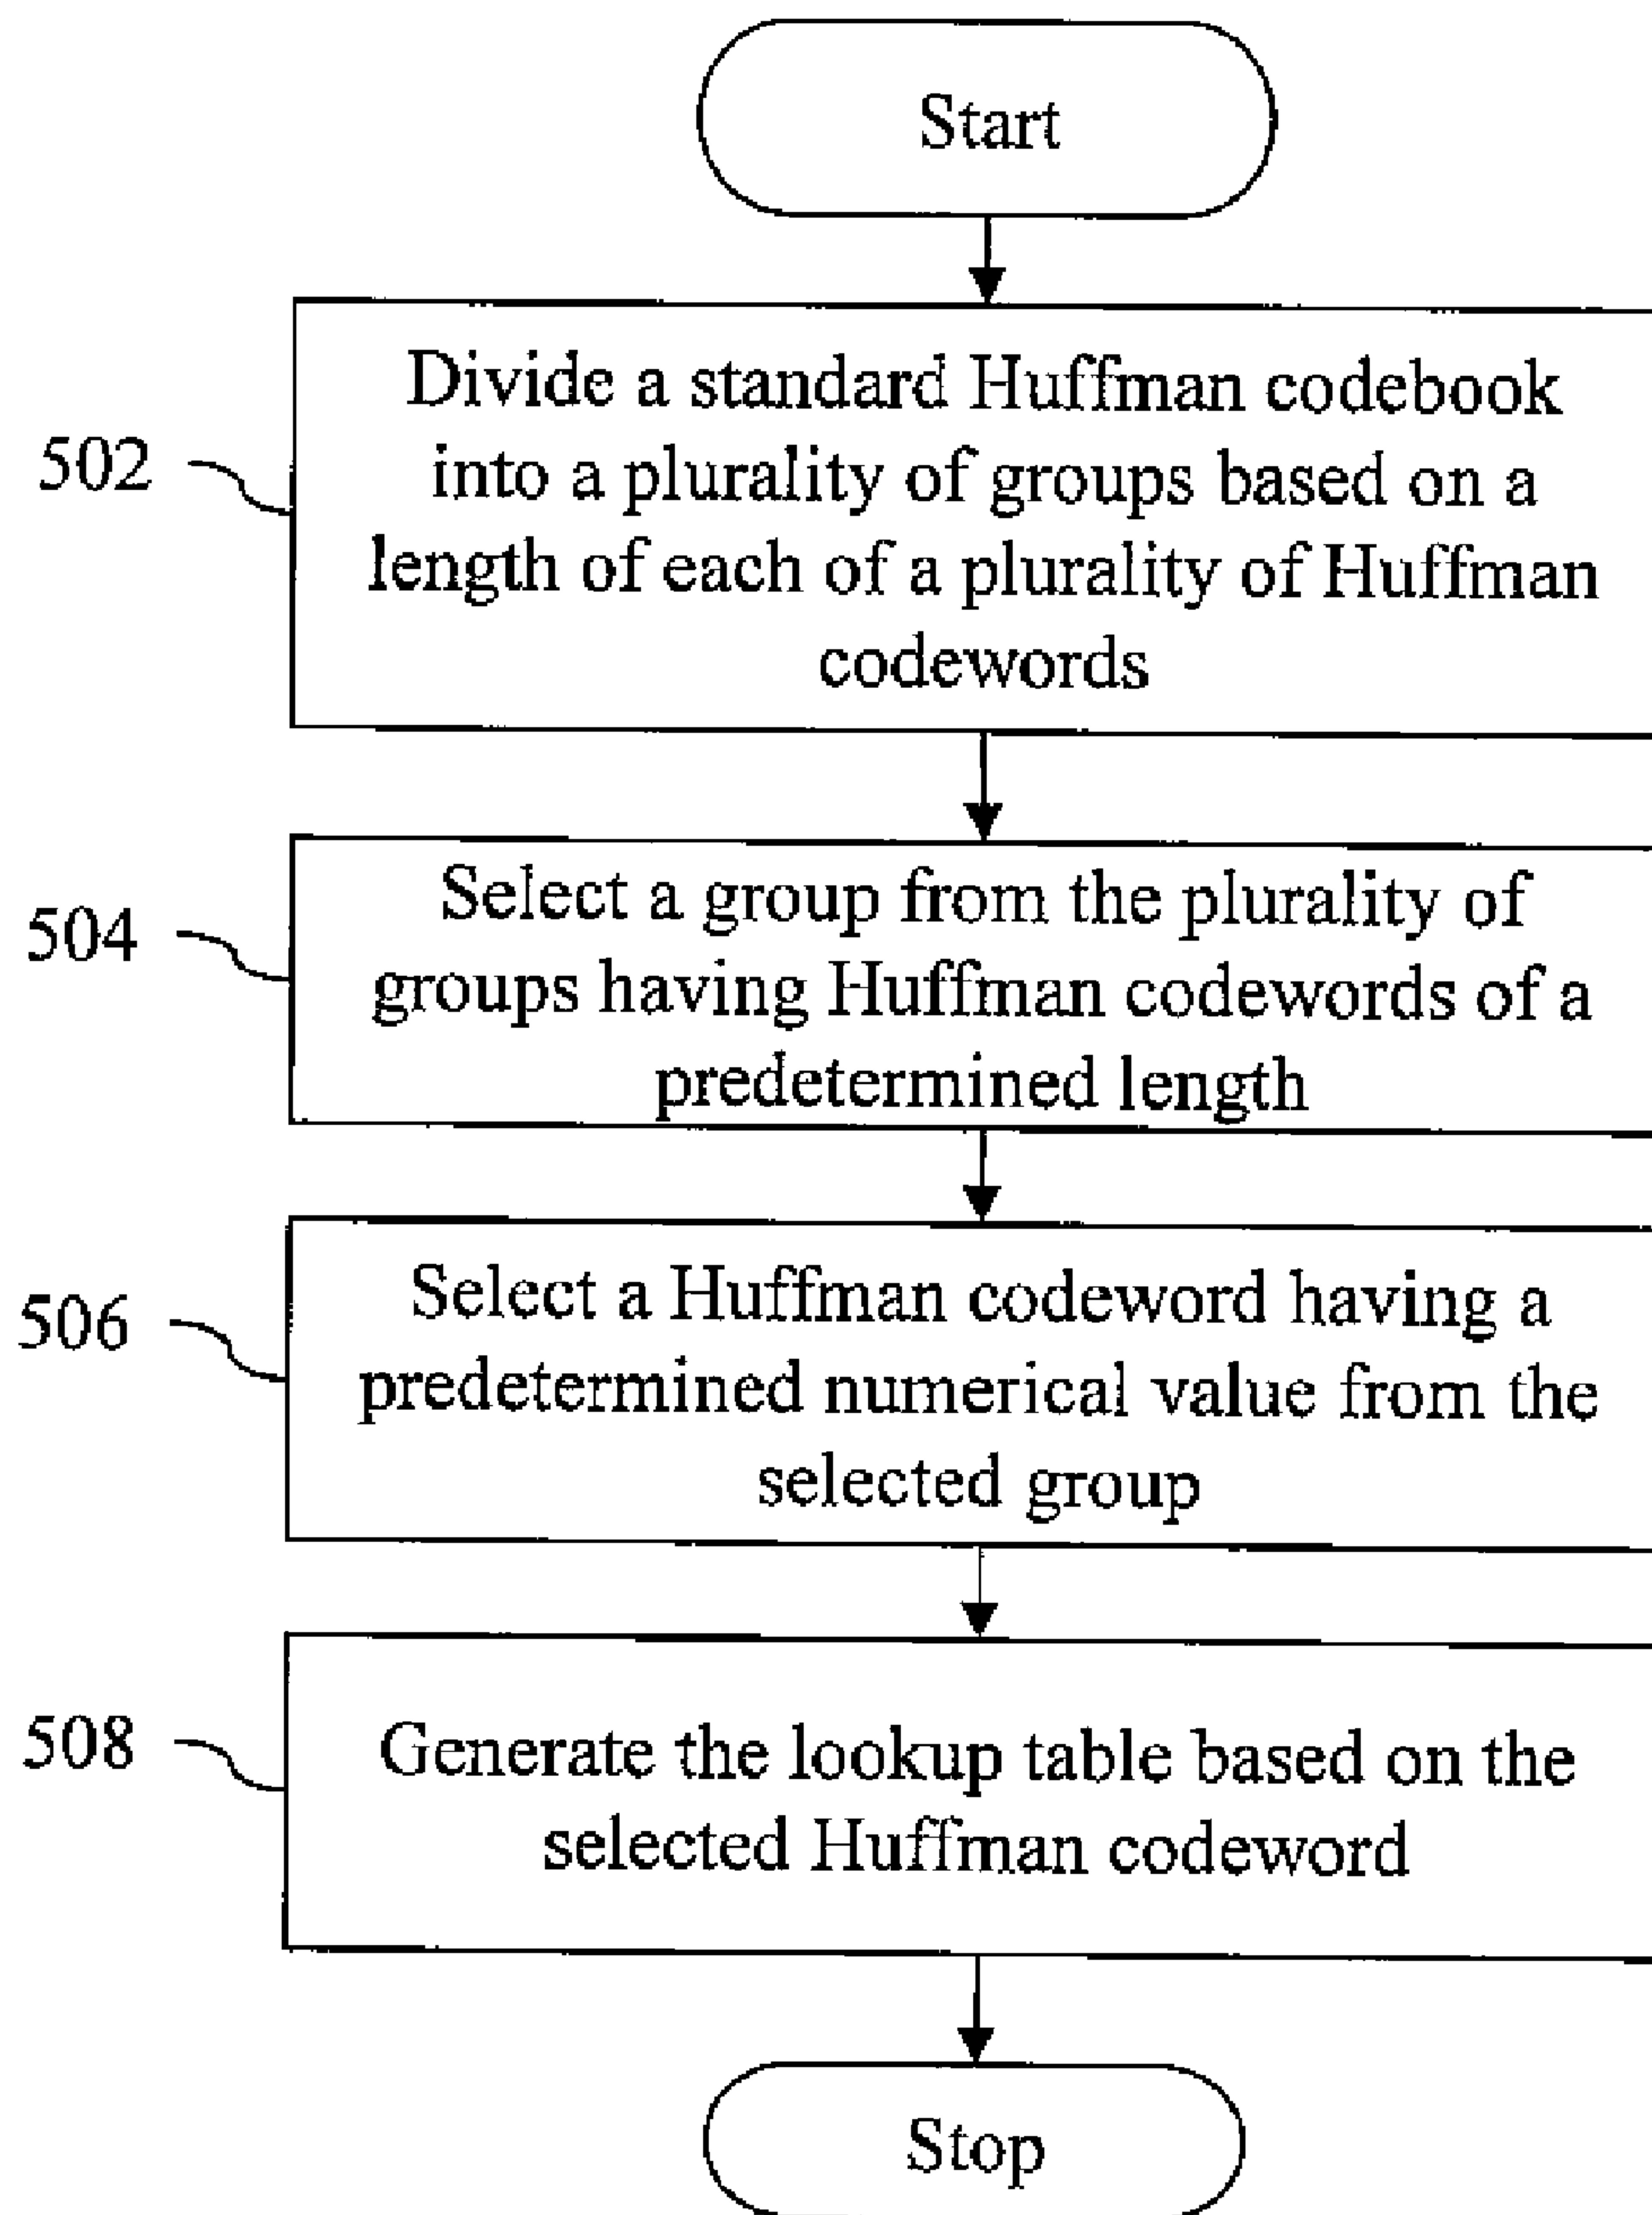 Start
Divide a standard Huffman codebook
into a plurality of groups based on a
502
length of each of a plurality of Huffman
codewords
Select a group from the plurality of
504
groups having Huffman codewords of a
predetermined length
Select a Huffman codeword having a
506
predetermined numerical value from the
selected group
508
Generate the lookup table based on the
selected Huffman codeword
Stop